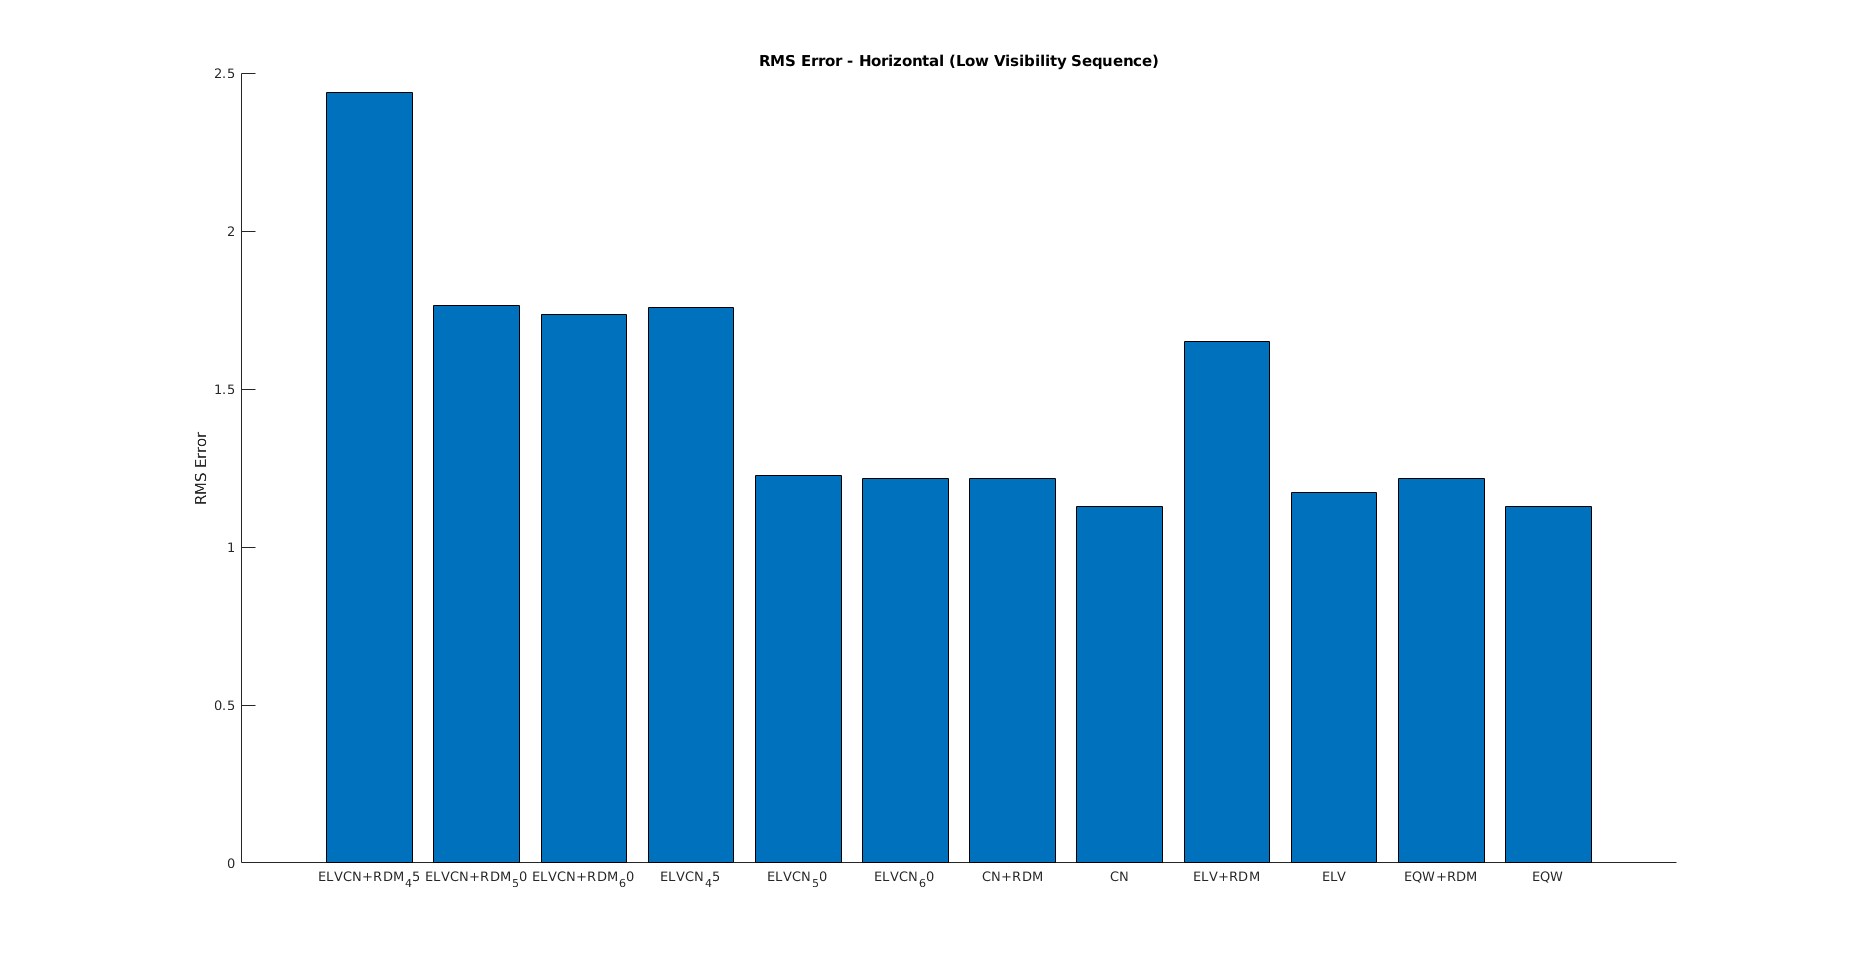 RMS Error - Horizontal (Low Visibility Sequence)
2.5
2
1.5
1
0.5
0
RMS Error
ELVCN+RDM₄5 ELVCN+RDM₅0 ELVCN+RDM₆0 ELVCN₄5 ELVCN₅0 ELVCN₆0 CN+RDM CN ELV+RDM ELV EQW+RDM EQW